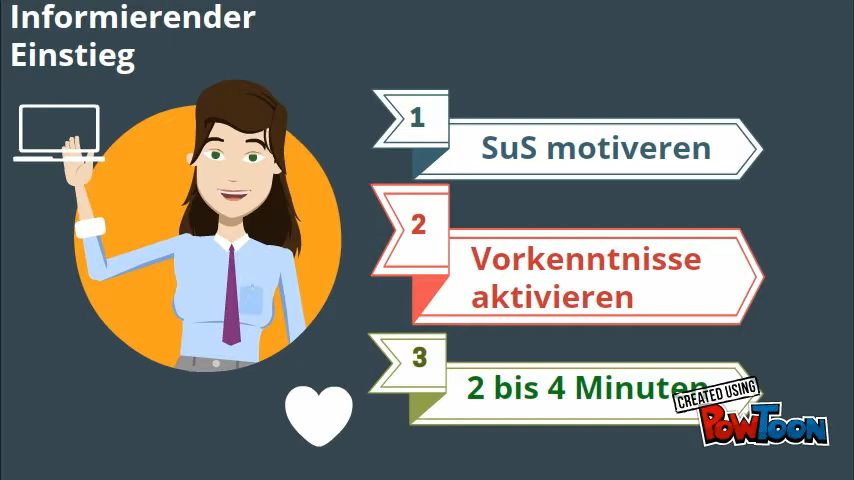 Informierender
Einstieg
1
SuS motiveren
2
Vorkenntnisse
aktivieren
3
2 bis 4 Minuten
CREATED USING
POWTOON